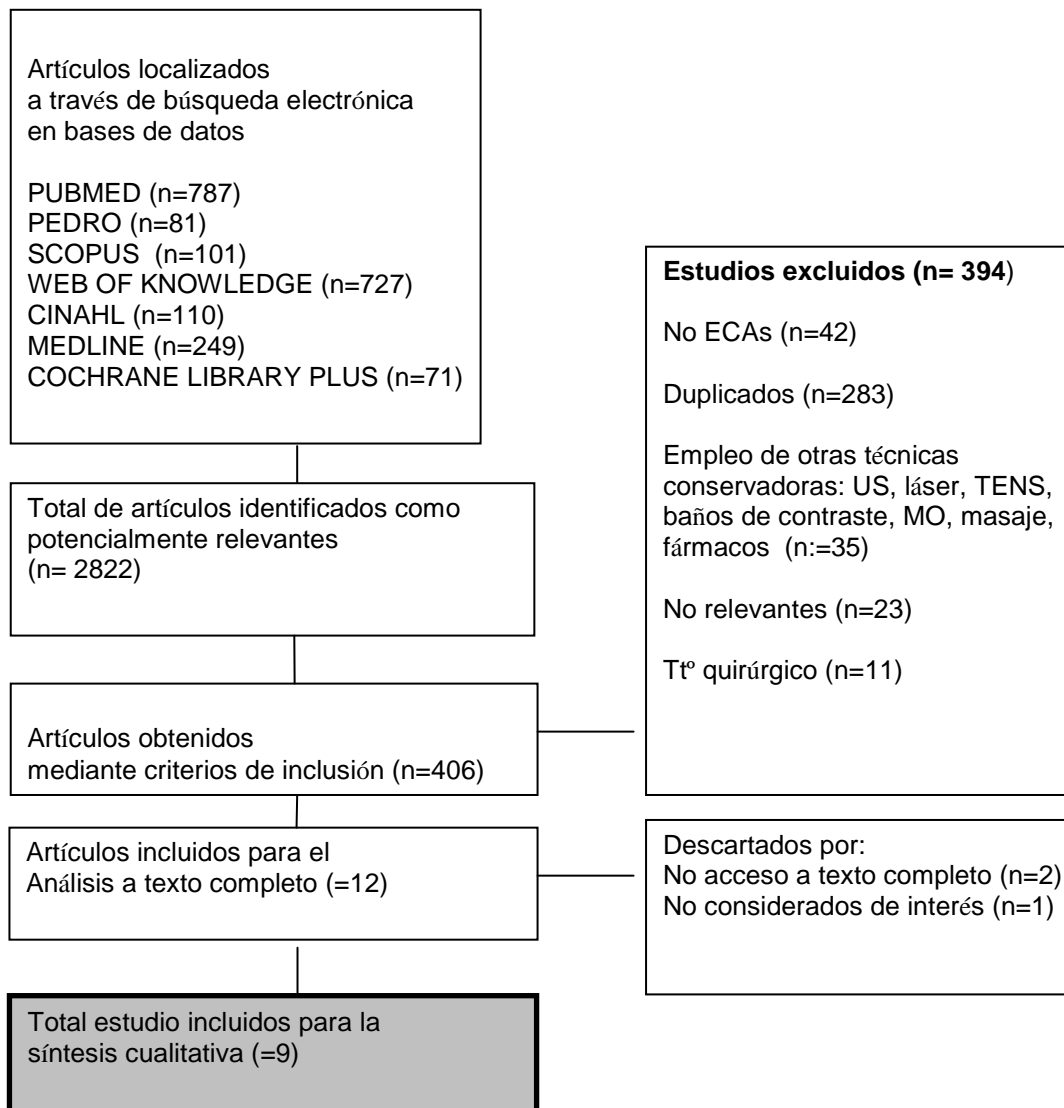 Artículos localizados
a través de búsqueda electrónica
en bases de datos
PUBMED (n=787)
PEDRO (n=81)
SCOPUS (n=101)
WEB OF KNOWLEDGE (n=727)
CINAHL (n=110)
MEDLINE (n=249)
COCHRANE LIBRARY PLUS (n=71)
Total de artículos identificados como
potencialmente relevantes
(n= 2822)
Artículos obtenidos
mediante criterios de inclusión (n=406)
Estudios excluidos (n= 394)
No ECAs (n=42)
Duplicados (n=283)
Empleo de otras técnicas
conservadoras: US, láser, TENS,
baños de contraste, MO, masaje,
fármacos (n:=35)
No relevantes (n=23)
Ttº quirúrgico (n=11)
Artículos incluidos para el
Análisis a texto completo (=12)
Descartados por:
No acceso a texto completo (n=2)
No considerados de interés (n=1)
Total estudio incluidos para la
síntesis cualitativa (=9)